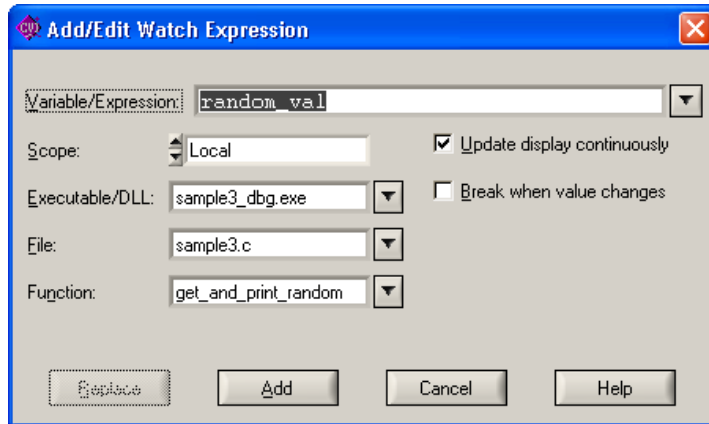 CVI Add/Edit Watch Expression
Variable/Expression: random_val
Scope: Local
Update display continuously
Executable/DLL: sample3_dbg.exe
Break when value changes
File: sample3.c
Function: get_and_print_random
Replace Add Cancel Help